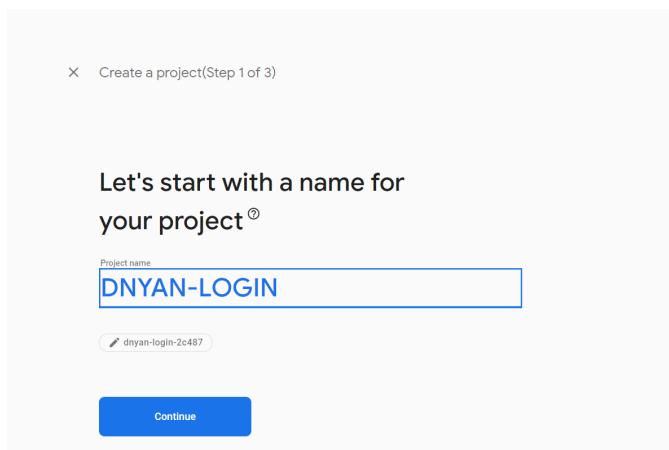 Create a project(Step 1 of 3)
Let's start with a name for
your project
Project name
DNYAN-LOGIN
dnyan-login-2c487
Continue